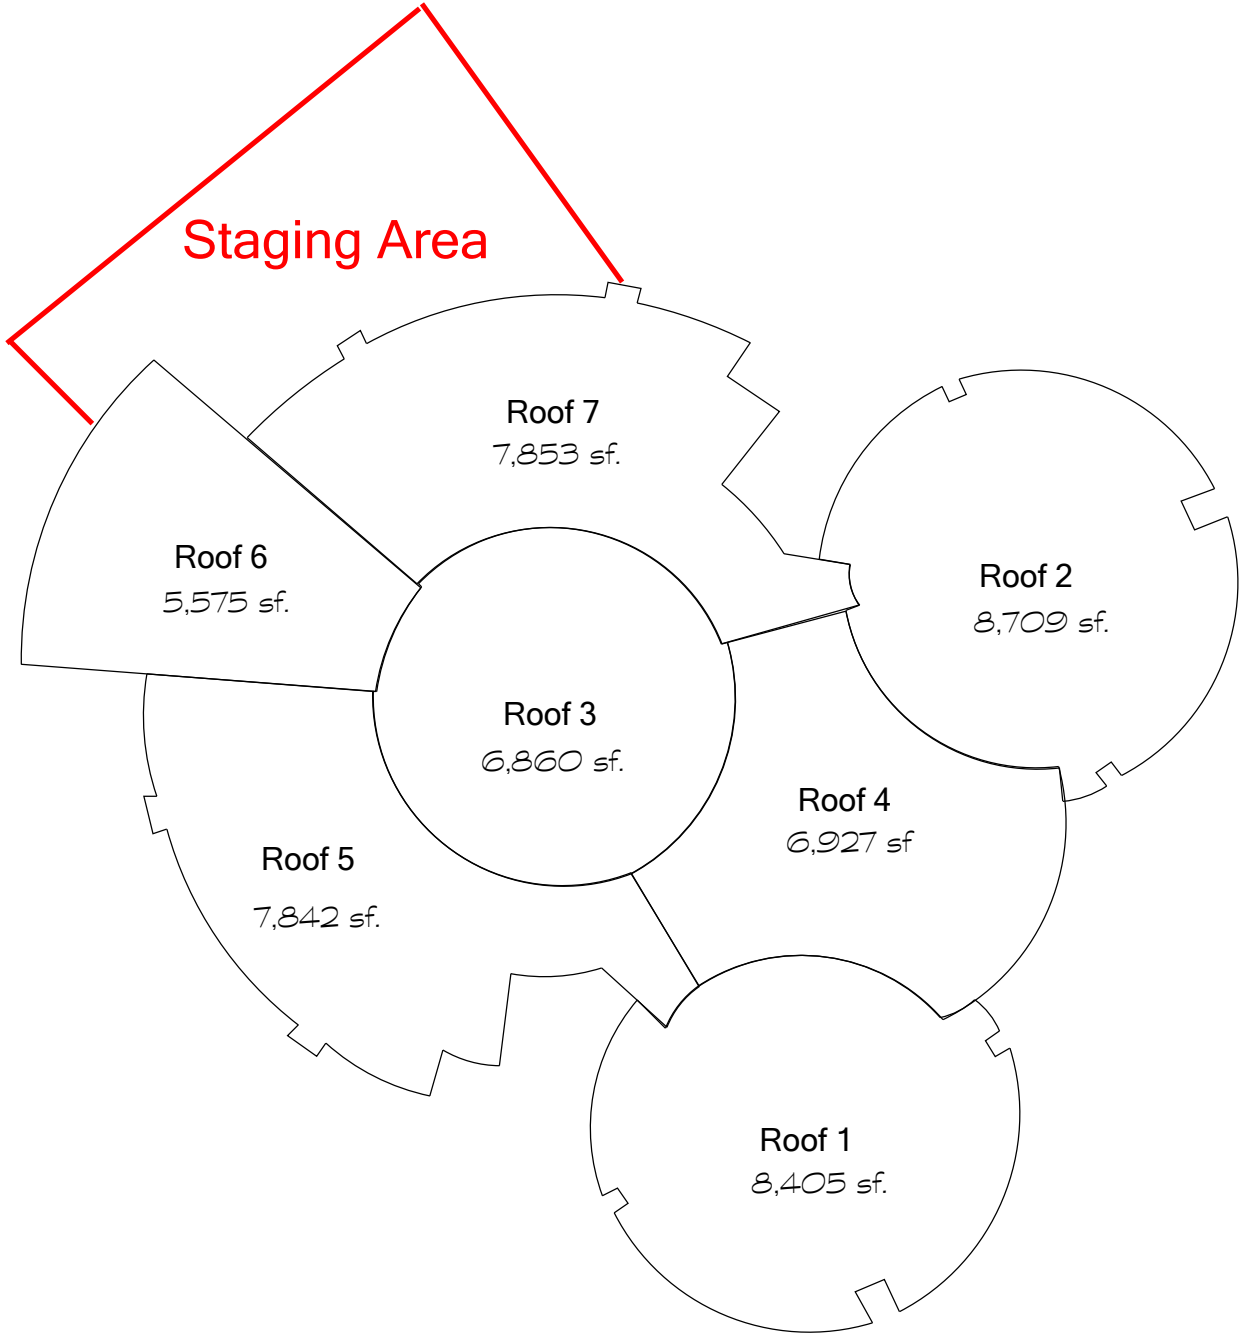 Staging Area
Roof 7
7,853 sf.
Roof 6
5,575 sf.
Roof 2
8,709 sf.
Roof 3
6,860 sf.
Roof 4
6,927 sf
Roof 5
7,842 sf.
Roof 1
8,405 sf.